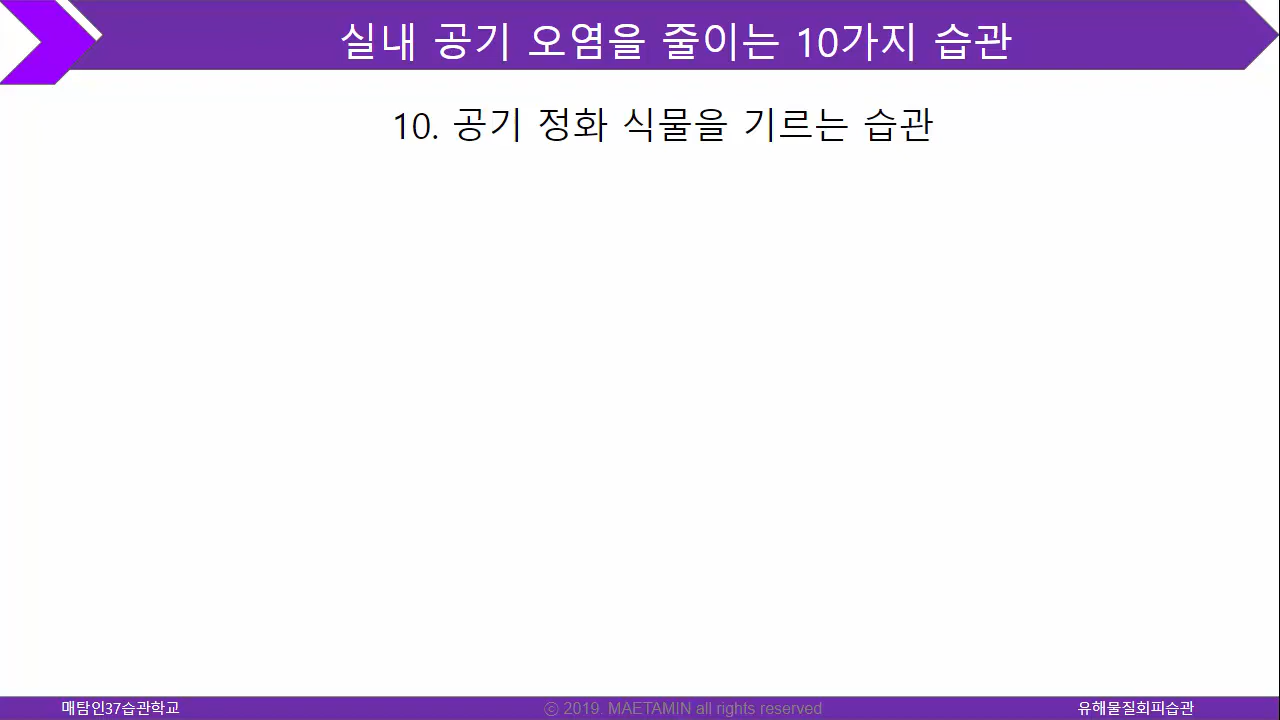 실내 공기 오염을 줄이는 10가지 습관
10. 공기 정화 식물을 기르는 습관
매탐인37습관학교
ⓒ 2019. MAETAMIN all rights reserved
유해물질회피습관